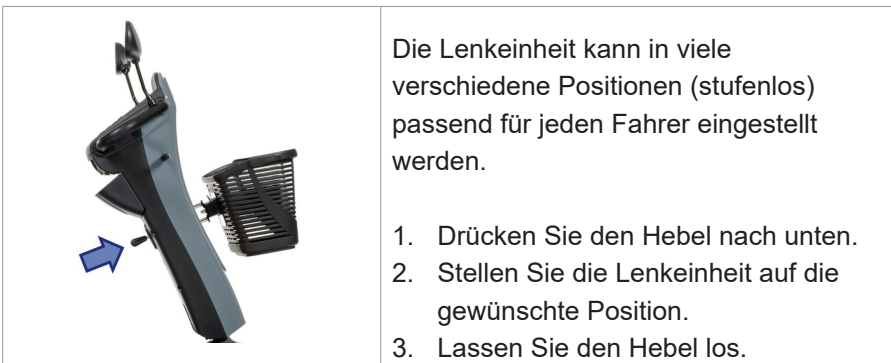 Die Lenkeinheit kann in viele
verschiedene Positionen (stufenlos)
passend für jeden Fahrer eingestellt
werden.
1. Drücken Sie den Hebel nach unten.
2. Stellen Sie die Lenkeinheit auf die
gewünschte Position.
3. Lassen Sie den Hebel los.